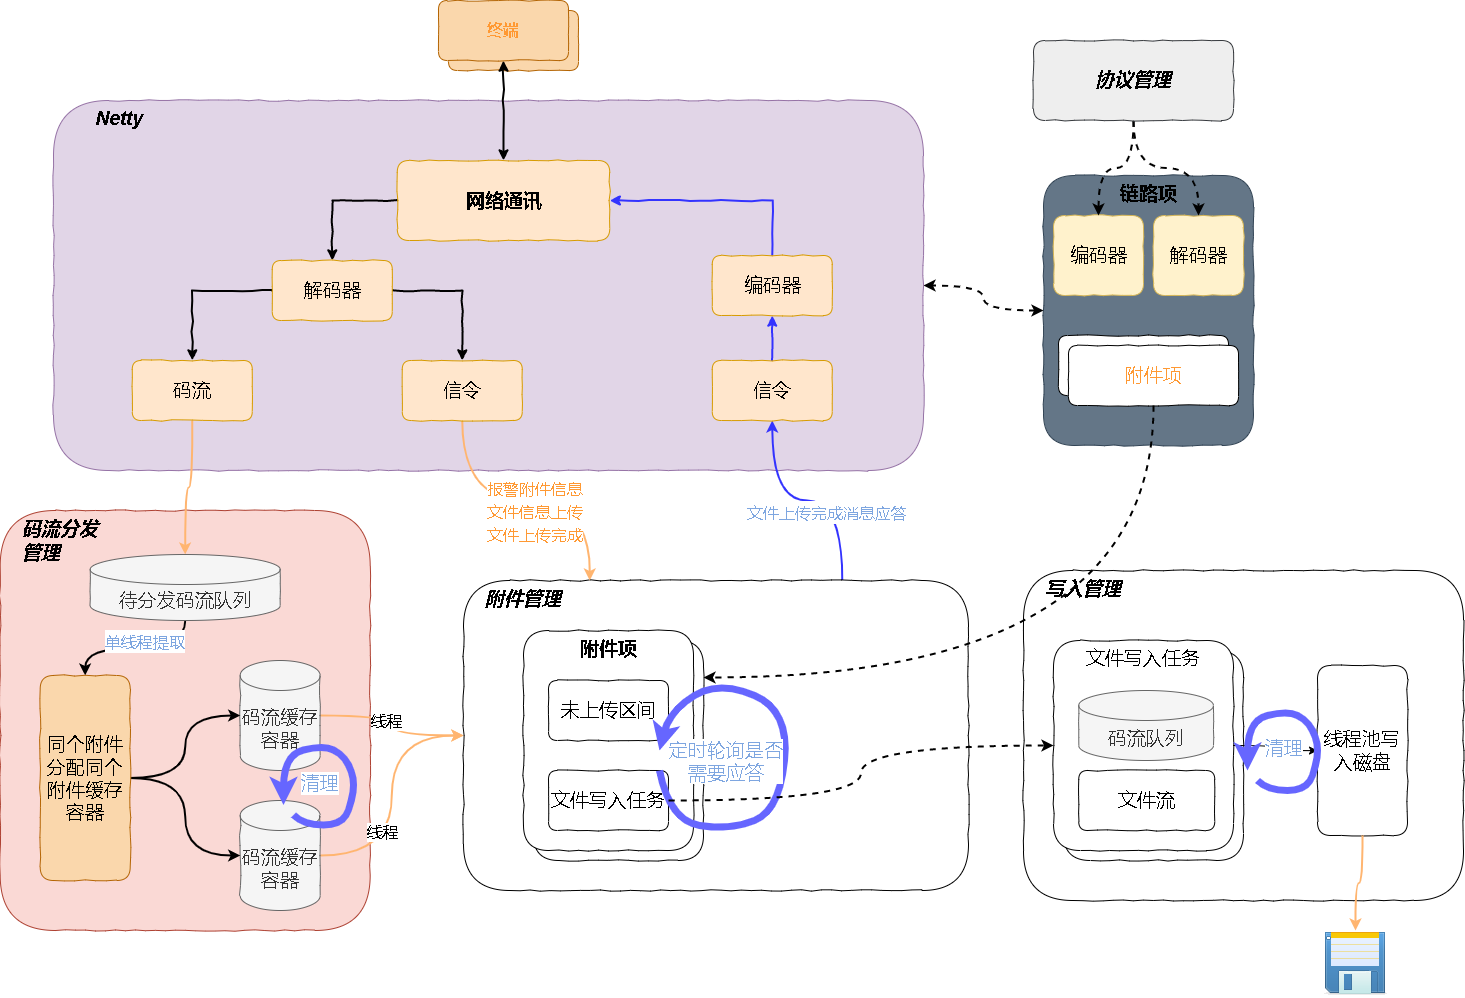 终端
协议管理
Netty
网络通讯
链路项
编码器
解码器
解码器
编码器
附件项
码流
信令
信令
报警附件信息
文件信息上传
文件上传完成
文件上传完成消息应答
码流分发
管理
待分发码流队列
单线程提取
同个附件
分配同个
附件缓存
容器
码流缓存
容器
清理
码流缓存
容器
线程
线程
附件管理
附件项
未上传区间
定时轮询是否
需要应答
文件写入任务
写入管理
文件写入任务
码流队列
文件流
清理
线程池写
入磁盘